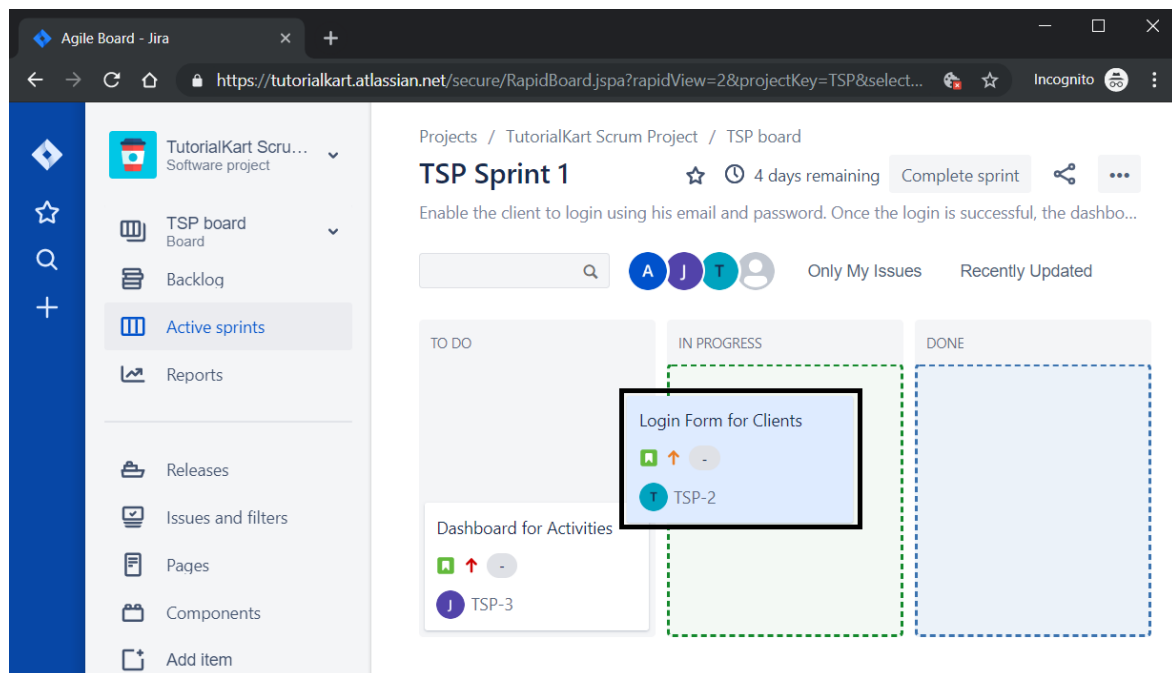 Agile Board - Jira
https://tutorialkart.atlassian.net/secure/RapidBoard.jspa?rapidView=2&projectKey=TSP&select...
Incognito
TutorialKart Scru...
Software project
TSP board
Board
Backlog
Active sprints
Reports
Releases
Issues and filters
Pages
Components
Add item
Projects / TutorialKart Scrum Project / TSP board
TSP Sprint 1
4 days remaining
Complete sprint
Enable the client to login using his email and password. Once the login is successful, the dashbo...
A
J
T
Only My Issues
Recently Updated
TO DO
IN PROGRESS
DONE
Login Form for Clients
-
T TSP-2
Dashboard for Activities
-
J TSP-3